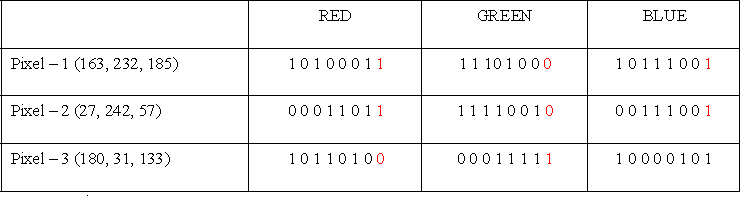 RED GREEN BLUE
Pixel – 1 (163, 232, 185) 1 0 1 0 0 0 1 1 1 1 1 0 1 0 0 0 1 0 1 1 1 0 0 1
Pixel – 2 (27, 242, 57) 0 0 0 1 1 0 1 1 1 1 1 1 0 0 1 0 0 0 1 1 1 0 0 1
Pixel – 3 (180, 31, 133) 1 0 1 1 0 1 0 0 0 0 0 1 1 1 1 1 1 0 0 0 0 1 0 1